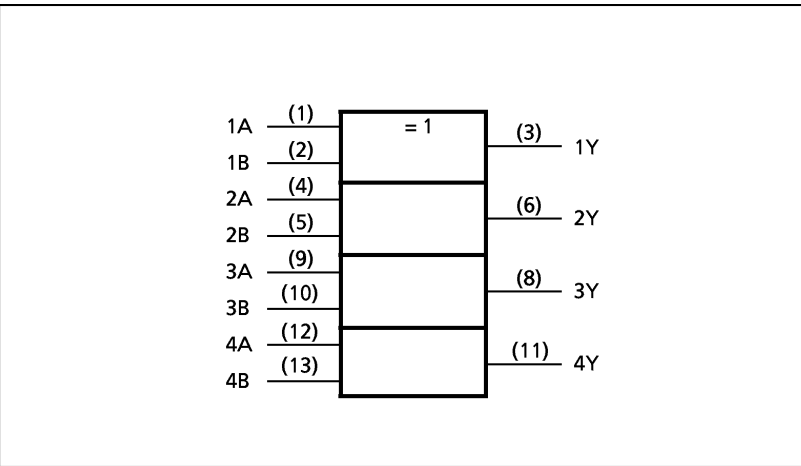 1A (1) = 1 (3) 1Y
1B (2)
2A (4) (6) 2Y
2B (5)
3A (9) (8) 3Y
3B (10)
4A (12) (11) 4Y
4B (13)